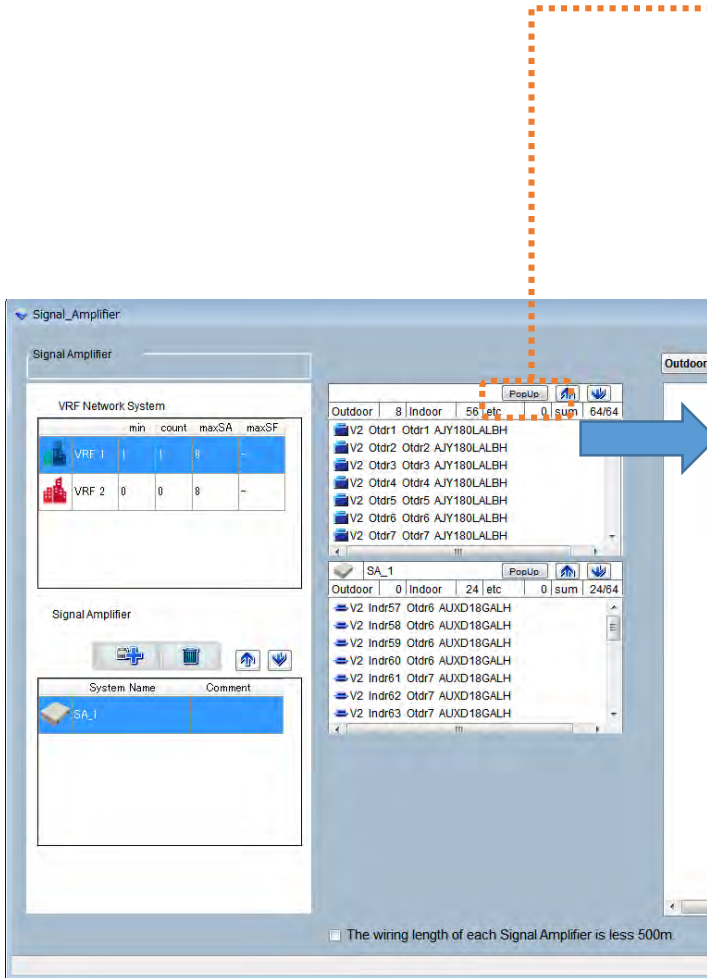 Signal_Amplifier
Signal Amplifier
VRF Network System
min count maxSA maxSF
VRF 1 1 1 8 -
VRF 2 0 0 8 -
Signal Amplifier
System Name Comment
SA_1
PopUp
Outdoor 8 Indoor 56 etc 0 sum 64/64
V2 Otdr1 Otdr1 AJY180LALBH
V2 Otdr2 Otdr2 AJY180LALBH
V2 Otdr3 Otdr3 AJY180LALBH
V2 Otdr4 Otdr4 AJY180LALBH
V2 Otdr5 Otdr5 AJY180LALBH
V2 Otdr6 Otdr6 AJY180LALBH
V2 Otdr7 Otdr7 AJY180LALBH
SA_1 PopUp
Outdoor 0 Indoor 24 etc 0 sum 24/64
V2 Indr57 Otdr6 AUXD18GALH
V2 Indr58 Otdr6 AUXD18GALH
V2 Indr59 Otdr6 AUXD18GALH
V2 Indr60 Otdr6 AUXD18GALH
V2 Indr61 Otdr7 AUXD18GALH
V2 Indr62 Otdr7 AUXD18GALH
V2 Indr63 Otdr7 AUXD18GALH
Outdoor
The wiring length of each Signal Amplifier is less 500m.